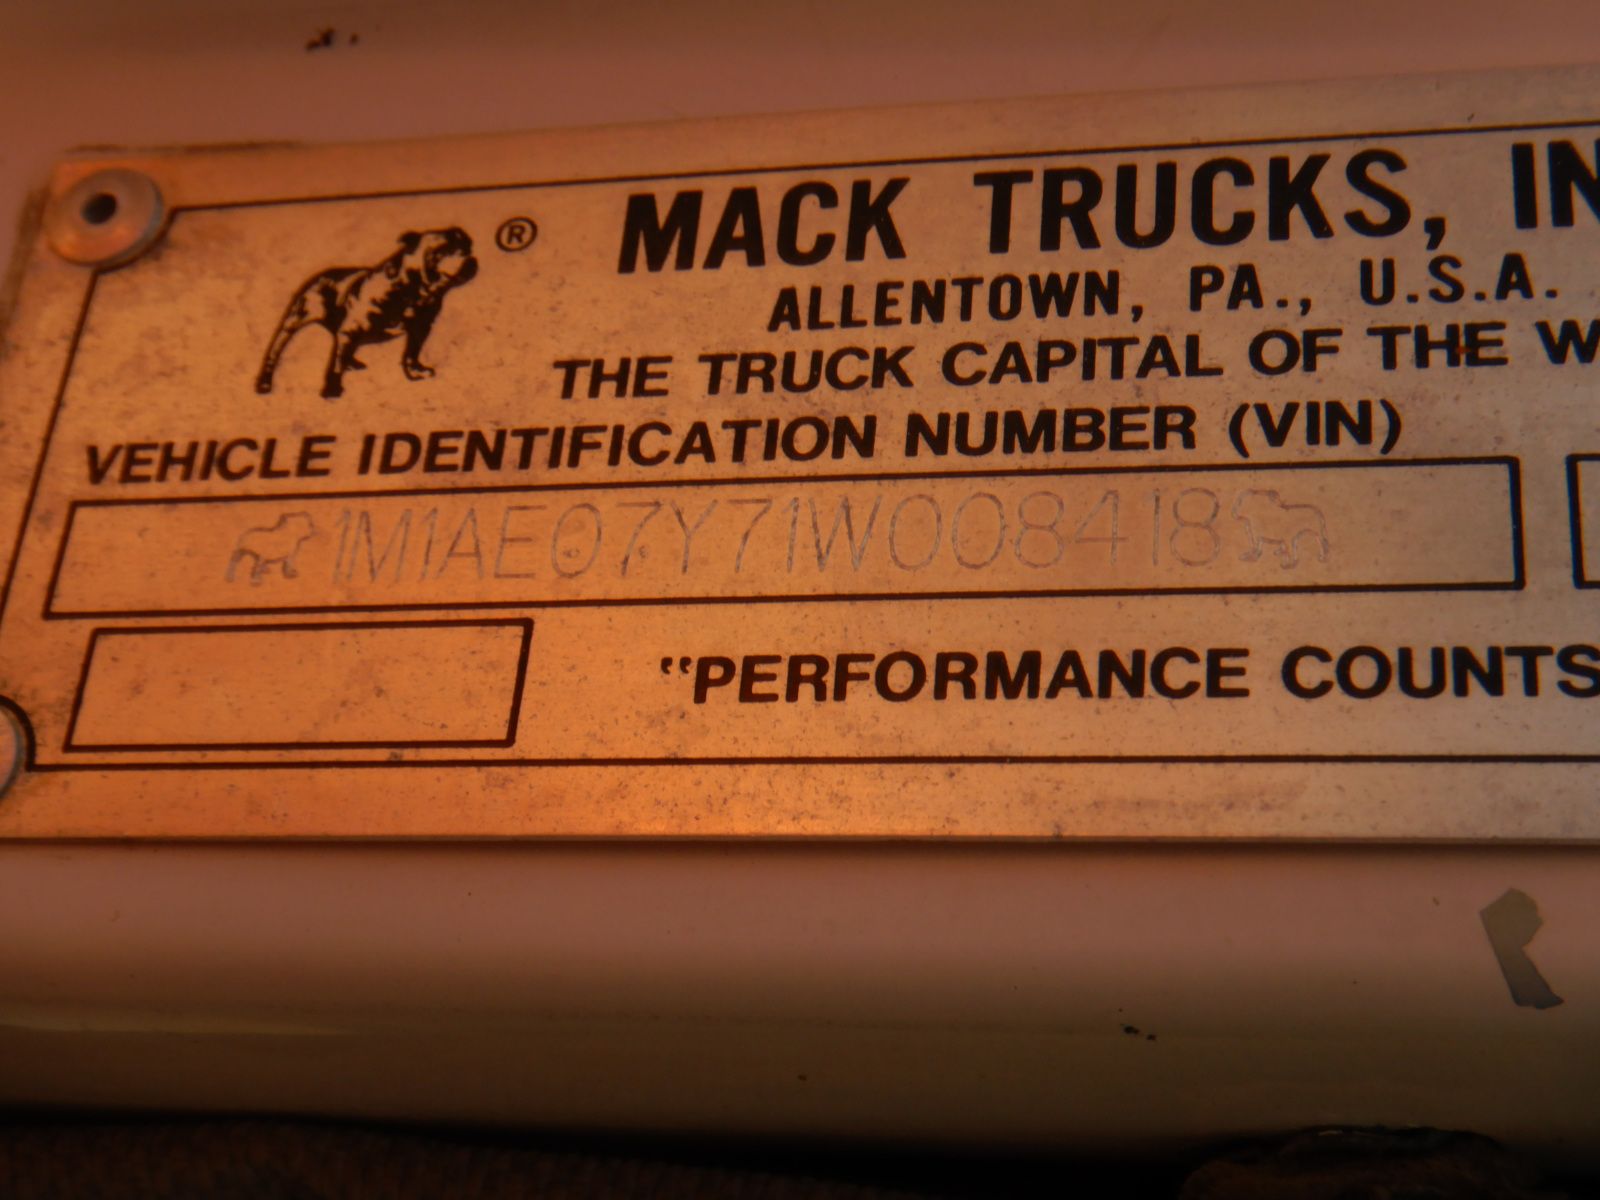 ®
MACK TRUCKS, IN
ALLENTOWN, PA., U.S.A.
THE TRUCK CAPITAL OF THE W
VEHICLE IDENTIFICATION NUMBER (VIN)
1M1AE07Y71W008418
"PERFORMANCE COUNTS